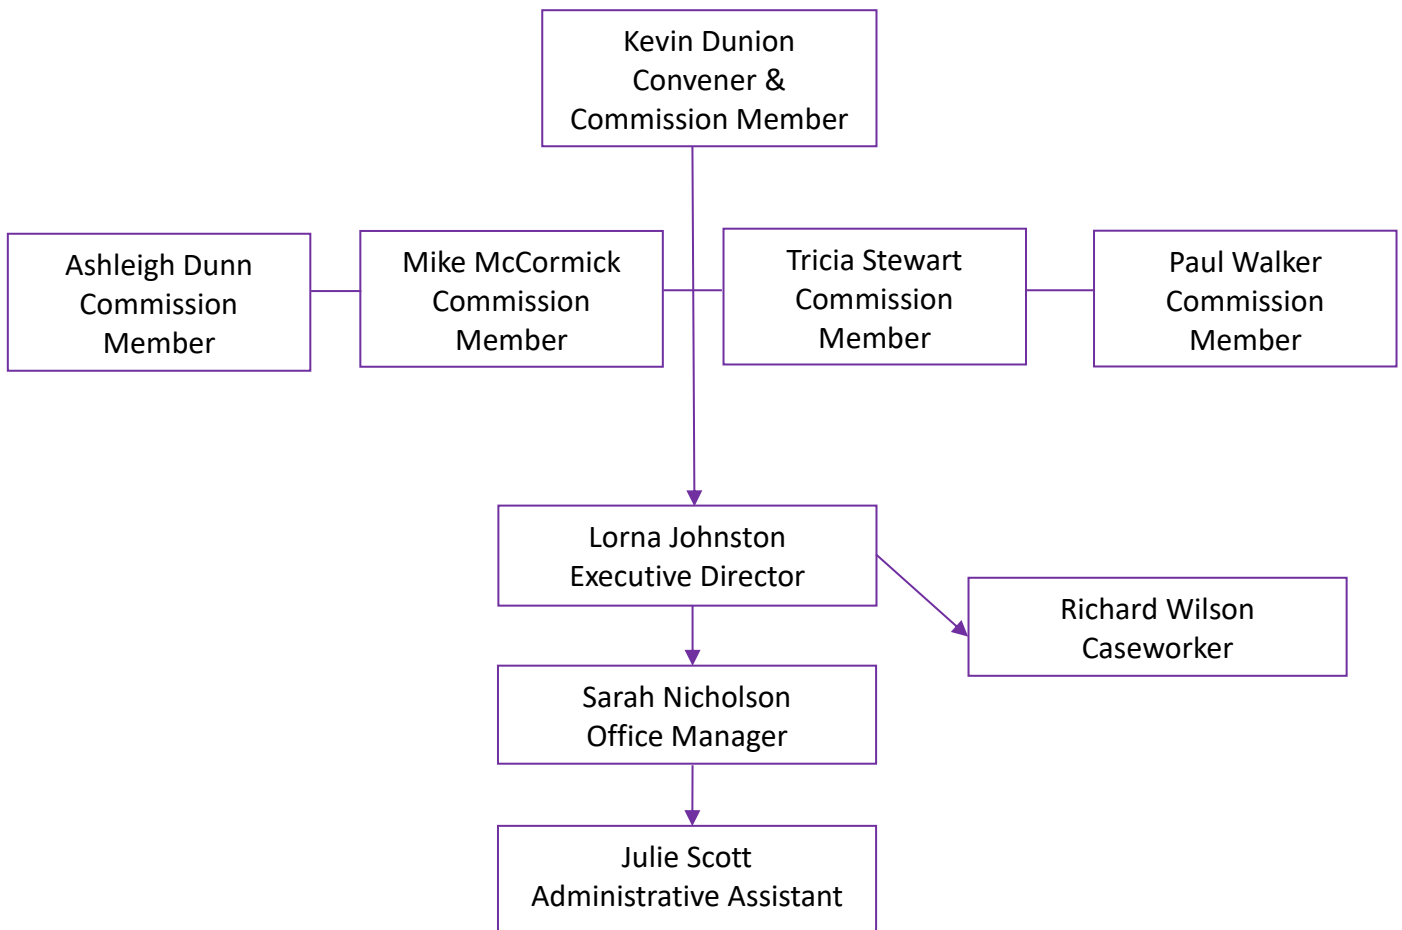 Kevin Dunion
Convener &
Commission Member
Ashleigh Dunn
Commission
Member
Mike McCormick
Commission
Member
Tricia Stewart
Commission
Member
Paul Walker
Commission
Member
Lorna Johnston
Executive Director
Richard Wilson
Caseworker
Sarah Nicholson
Office Manager
Julie Scott
Administrative Assistant